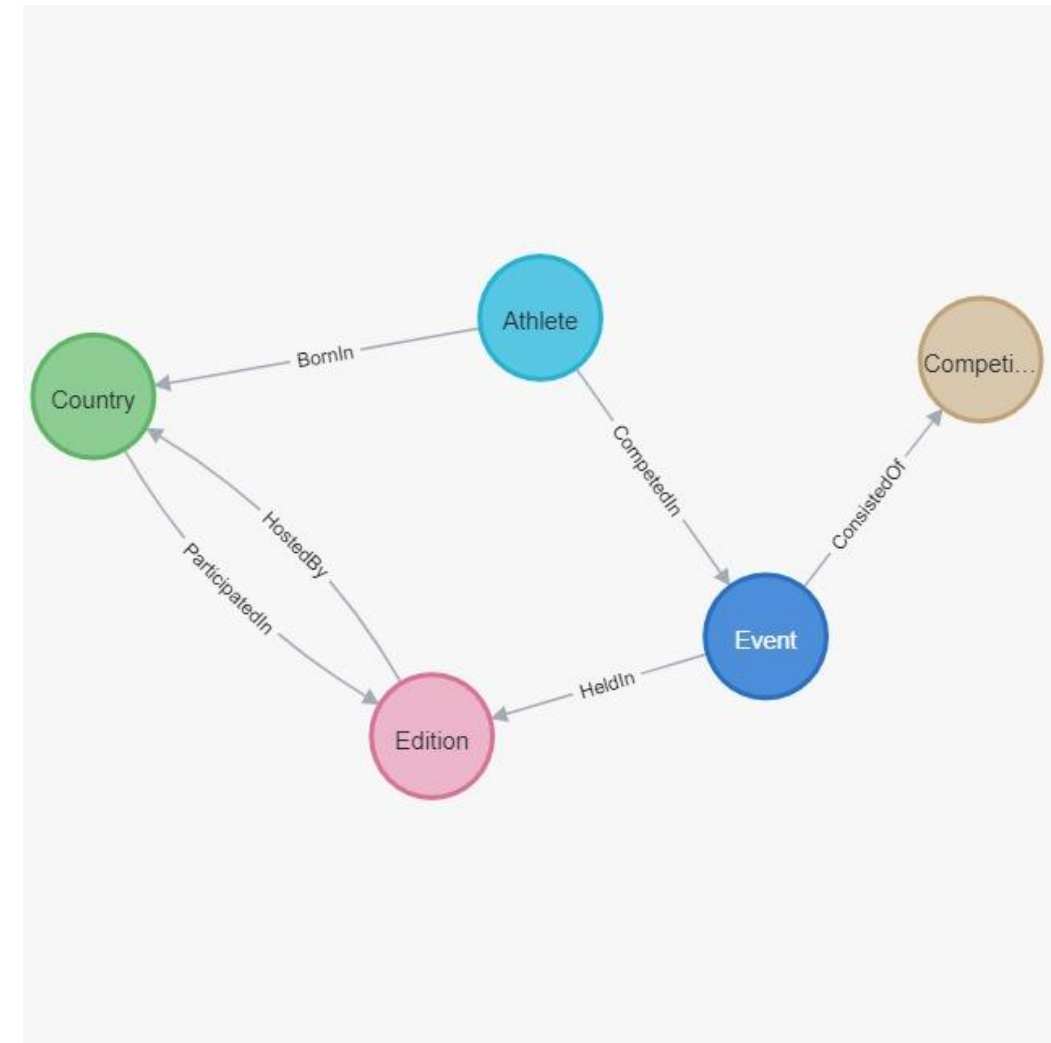 Athlete
Competi...
BornIn
Country
CompetedIn
ConsistedOf
HostedBy
ParticipatedIn
Event
HeldIn
Edition